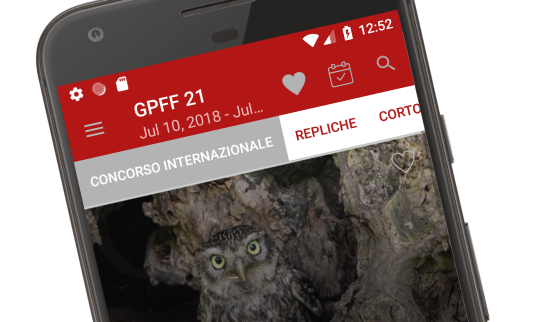 12:52
GPFF 21
Jul 10, 2018 - Jul...
CONCORSO INTERNAZIONALE
REPLICHE
CORTO